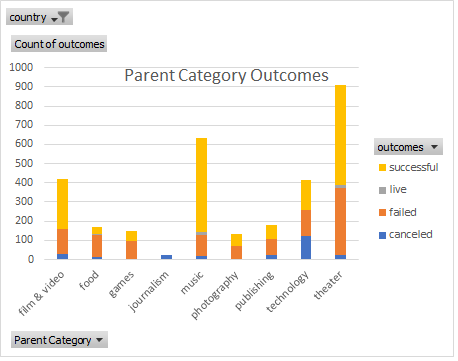 country
Count of outcomes
Parent Category Outcomes
1000
900
800
700
600
500
400
300
200
100
0
film & video
food
games
journalism
music
photography
publishing
technology
theater
outcomes
successful
live
failed
canceled
Parent Category